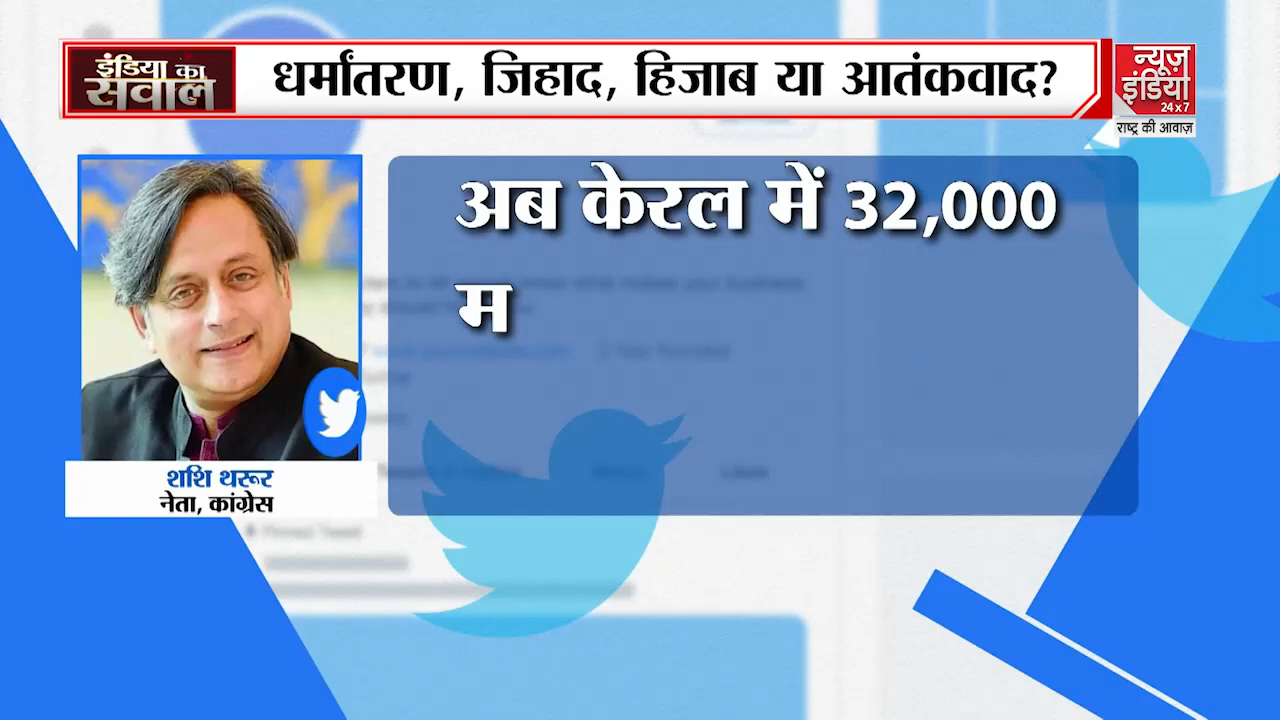 इंडिया का
सवाल
धर्मांतरण, जिहाद, हिजाब या आतंकवाद?
न्यूज़
इंडिया
24x7
राष्ट्र की आवाज़
अब केरल में 32,000
म
शशि थरूर
नेता, कांग्रेस